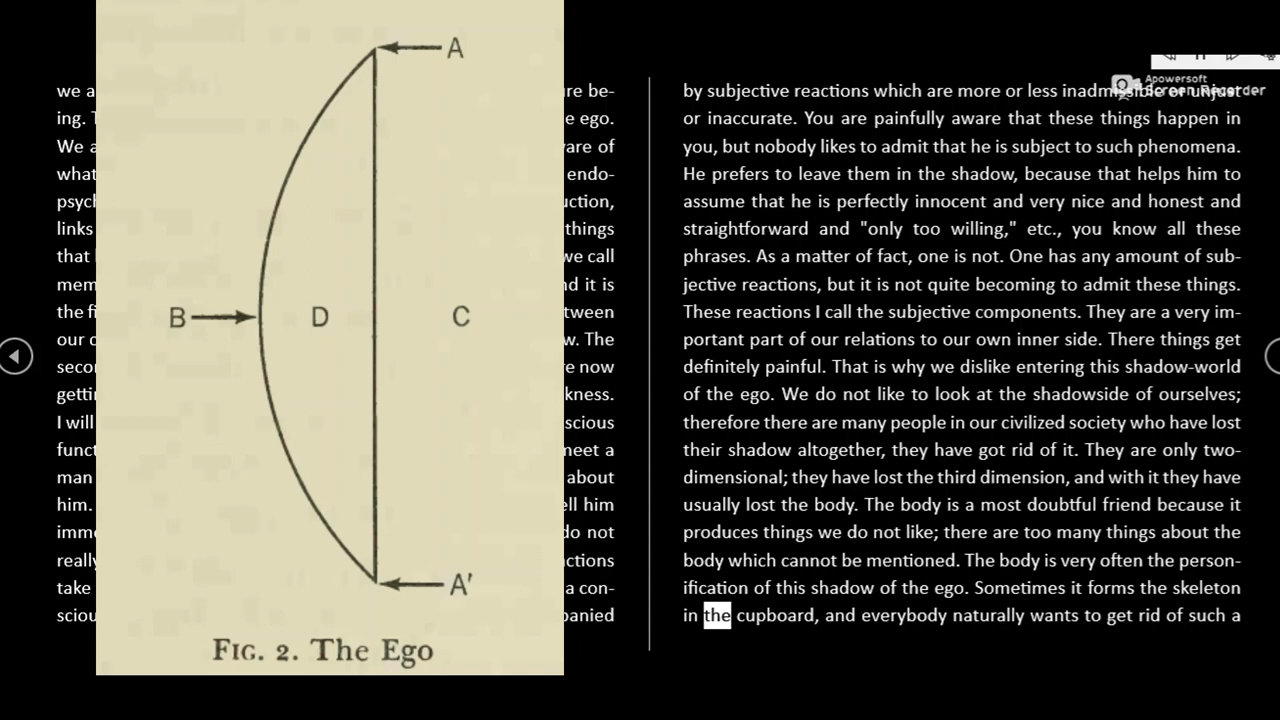 we a
ing. T
We a
what
psych
links
that
mem
the fi
our c
secor
gettin
I will
funct
man
him.
imme
really
take
sciou
A
B
D
C
A'
FIG. 2. The Ego
re be-
e ego.
are of
endo-
uction,
things
we call
nd it is
tween
w. The
e now
kness.
scious
meet a
about
ell him
do not
ctions
a con-
panied
by subjective reactions which are more or less inadmissible or unjust
or inaccurate. You are painfully aware that these things happen in
you, but nobody likes to admit that he is subject to such phenomena.
He prefers to leave them in the shadow, because that helps him to
assume that he is perfectly innocent and very nice and honest and
straightforward and "only too willing," etc., you know all these
phrases. As a matter of fact, one is not. One has any amount of sub-
jective reactions, but it is not quite becoming to admit these things.
These reactions I call the subjective components. They are a very im-
portant part of our relations to our own inner side. There things get
definitely painful. That is why we dislike entering this shadow-world
of the ego. We do not like to look at the shadowside of ourselves;
therefore there are many people in our civilized society who have lost
their shadow altogether, they have got rid of it. They are only two-
dimensional; they have lost the third dimension, and with it they have
usually lost the body. The body is a most doubtful friend because it
produces things we do not like; there are too many things about the
body which cannot be mentioned. The body is very often the person-
ification of this shadow of the ego. Sometimes it forms the skeleton
in the cupboard, and everybody naturally wants to get rid of such a
Apowersoft
Screen Recorder